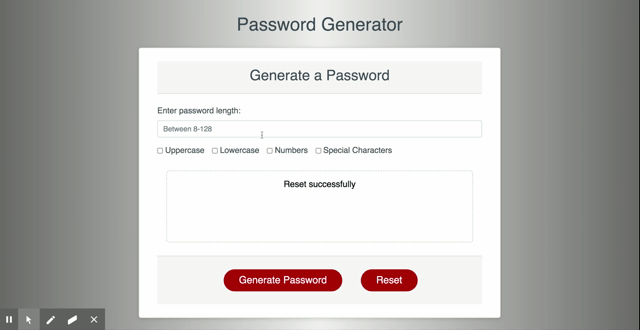 Password Generator
Generate a Password
Enter password length:
Between 8-128
Uppercase Lowercase Numbers Special Characters
Reset successfully
Generate Password Reset